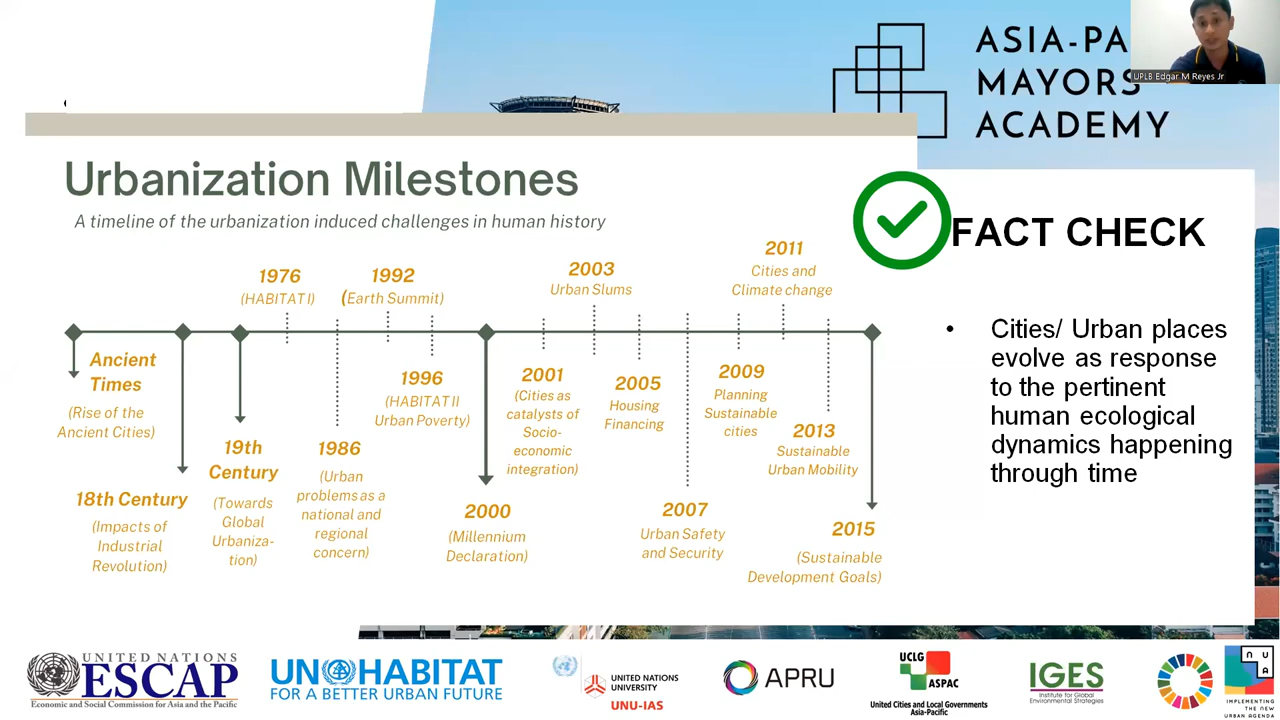 ASIA-PA
MAYORS
ACADEMY
UPLB Edgar M Reyes Jr
Urbanization Milestones
A timeline of the urbanization induced challenges in human history
FACT CHECK
1976
(HABITAT I)
1992
(Earth Summit)
2003
Urban Slums
2011
Cities and
Climate change
Ancient
Times
(Rise of the
Ancient Cities)
18th Century
(Impacts of
Industrial
Revolution)
19th
Century
(Towards
Global
Urbaniza-
tion)
1986
(Urban
problems as a
national and
regional
concern)
1996
(HABITAT II
Urban Poverty)
2000
(Millennium
Declaration)
2001
(Cities as
catalysts of
Socio-
economic
integration)
2005
Housing
Financing
2007
Urban Safety
and Security
2009
Planning
Sustainable
cities
2013
Sustainable
Urban Mobility
2015
(Sustainable
Development Goals)
• Cities/ Urban places
evolve as response
to the pertinent
human ecological
dynamics happening
through time
UNITED NATIONS
ESCAP
Economic and Social Commission for Asia and the Pacific
UN HABITAT
FOR A BETTER URBAN FUTURE
UNITED NATIONS
UNIVERSITY
UNU-IAS
APRU
UCLG
ASPAC
United Cities and Local Governments
Asia-Pacific
IGES
Institute for Global
Environmental Strategies
N U
U A
IMPLEMENTING
THE NEW
URBAN AGENDA